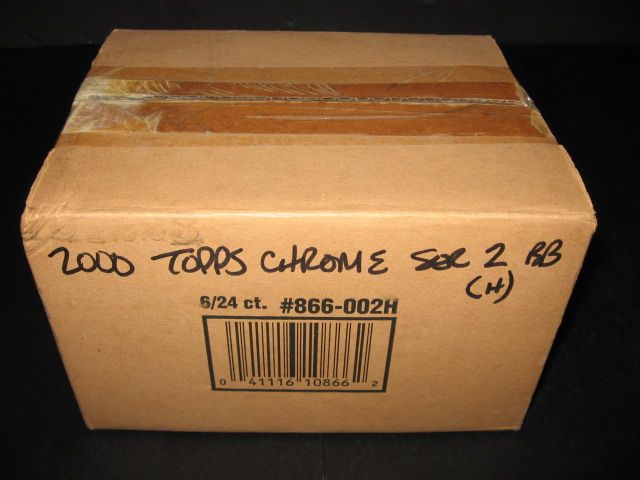 2000 TOPPS CHROME SER 2 BB
(H)
6/24 ct. #866-002H
0 41116 10866 2